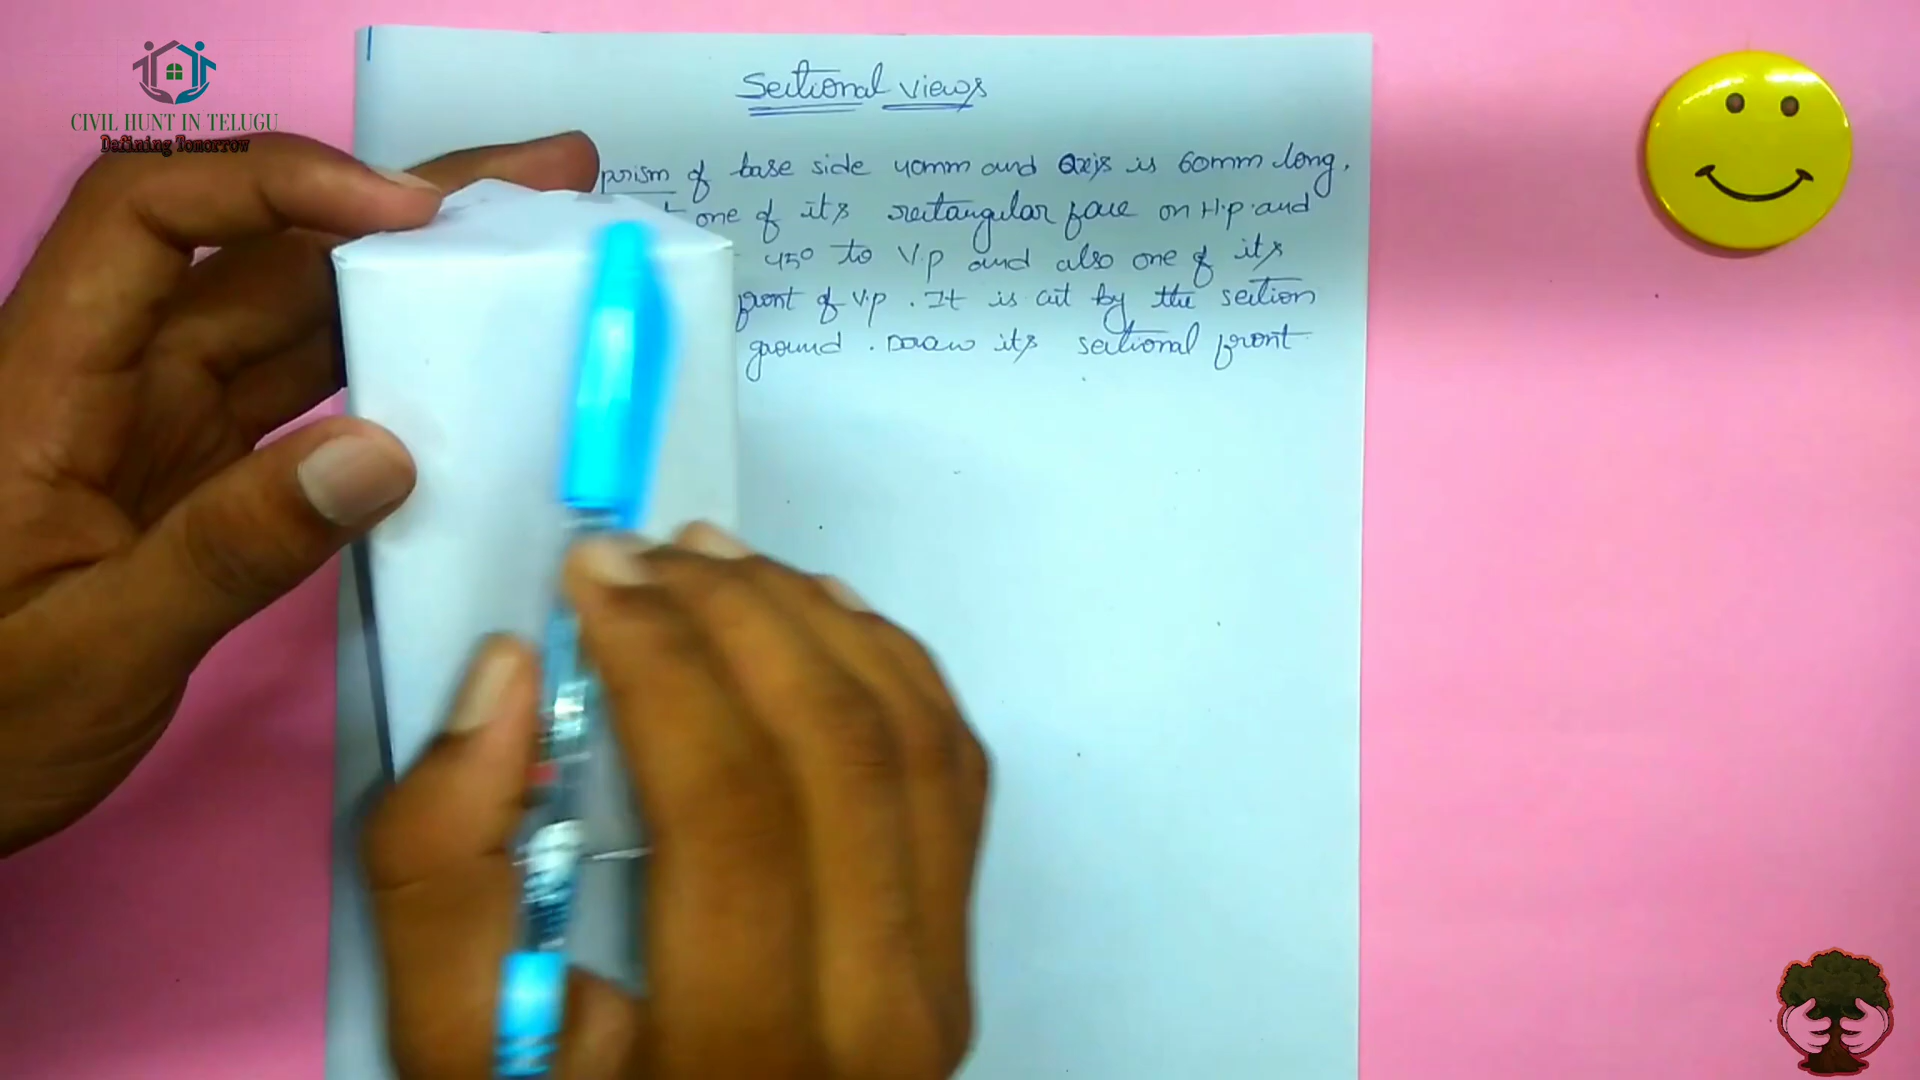 CIVIL HUNT IN TELUGU
Defining Tomorrow
Sectional views
prism of base side 40mm and axis is 60mm long.
one of its rectangular face on H.p. and
45° to V.p and also one of its
front of V.p. It is cut by the section
ground. Draw its sectional front